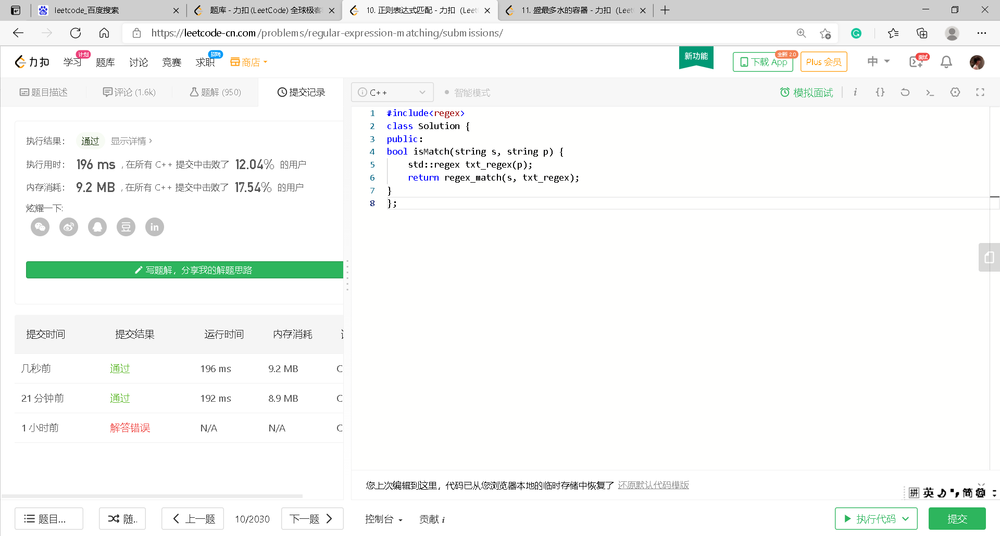 leetcode_百度搜索
题库 - 力扣 (LeetCode) 全球极客
10. 正则表达式匹配 - 力扣（Leet
11. 盛最多水的容器 - 力扣（Leet
https://leetcode-cn.com/problems/regular-expression-matching/submissions/
力扣 学习 计划 题库 讨论 竞赛 求职 招聘 商店
新功能
下载 App 全新 2.0
Plus 会员
中
面试
题目描述 评论 (1.6k) 题解 (950) 提交记录
C++ 智能模式
模拟面试
执行结果： 通过 显示详情 >
执行用时： 196 ms , 在所有 C++ 提交中击败了 12.04% 的用户
内存消耗： 9.2 MB , 在所有 C++ 提交中击败了 17.54% 的用户
炫耀一下:
豆 in
写题解，分享我的解题思路
提交时间 提交结果 运行时间 内存消耗
几秒前 通过 196 ms 9.2 MB C
21 分钟前 通过 192 ms 8.9 MB C
1 小时前 解答错误 N/A N/A C
1 #include<regex>
2 class Solution {
3 public:
4 bool isMatch(string s, string p) {
5 std::regex txt_regex(p);
6 return regex_match(s, txt_regex);
7 }
8 };
您上次编辑到这里，代码已从您浏览器本地的临时存储中恢复了 还原默认代码模版
拼 英 简
题目... 随.. 上一题 10/2030 下一题
控制台 贡献 i
执行代码 提交